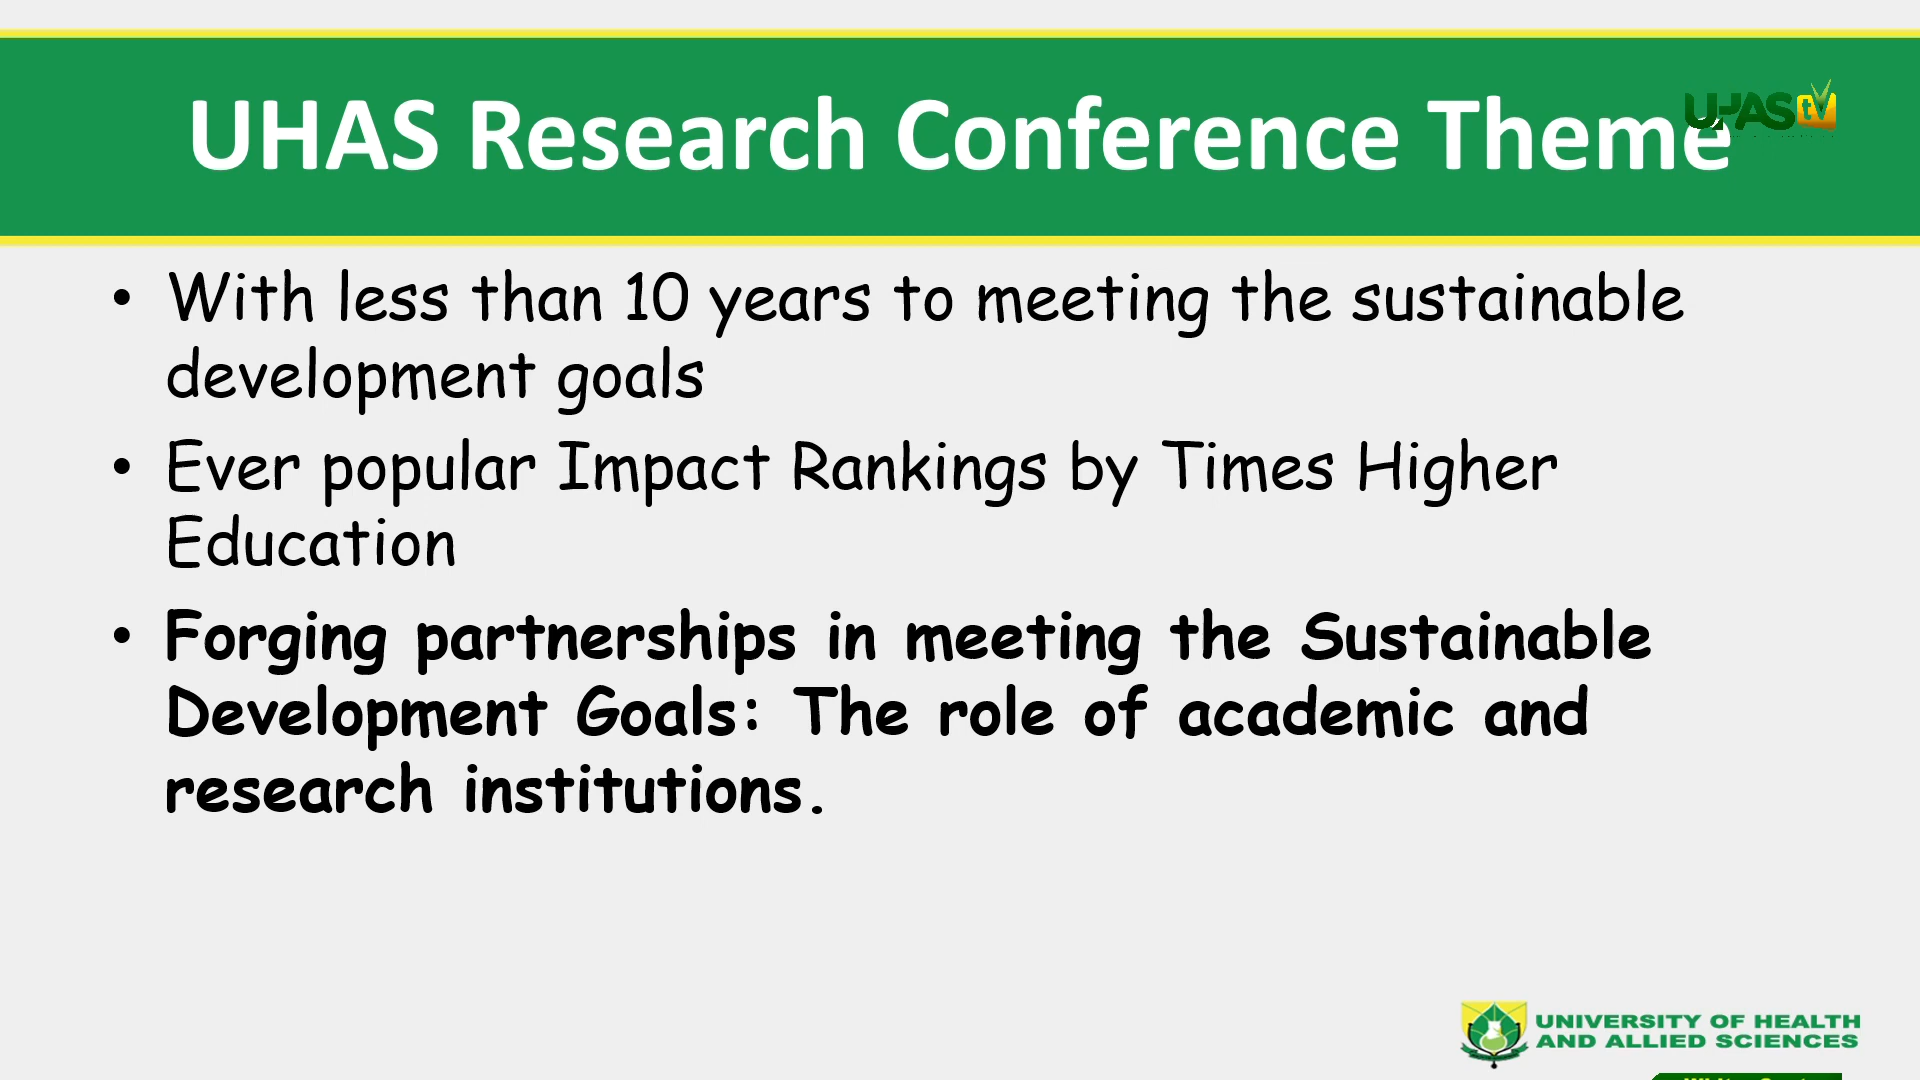 UHAS Research Conference Theme
UHAS tv
• With less than 10 years to meeting the sustainable
development goals
• Ever popular Impact Rankings by Times Higher
Education
• Forging partnerships in meeting the Sustainable
Development Goals: The role of academic and
research institutions.
UNIVERSITY OF HEALTH
AND ALLIED SCIENCES